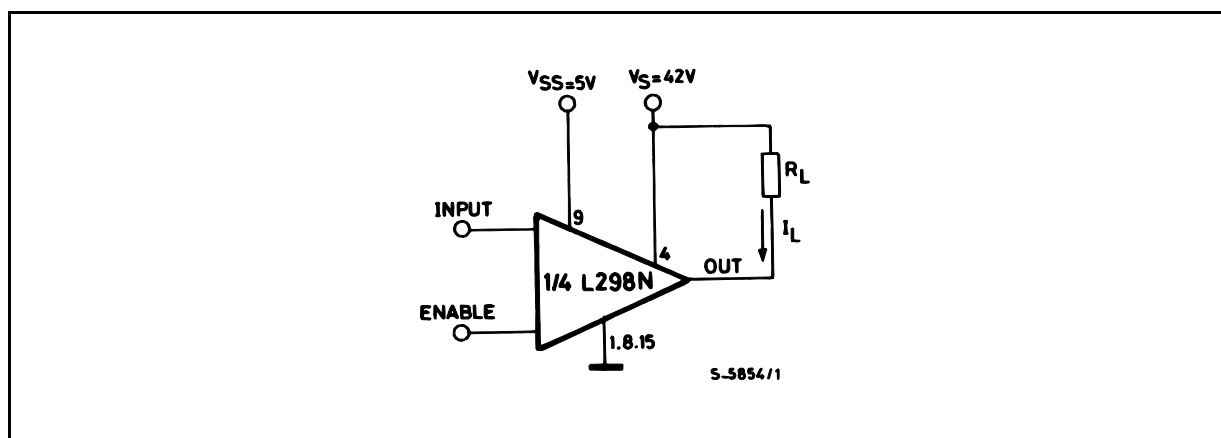 VSS=5V
VS=42V
RL
INPUT
9
IL
4
OUT
1/4 L298N
ENABLE
1.8.15
S-5854/1